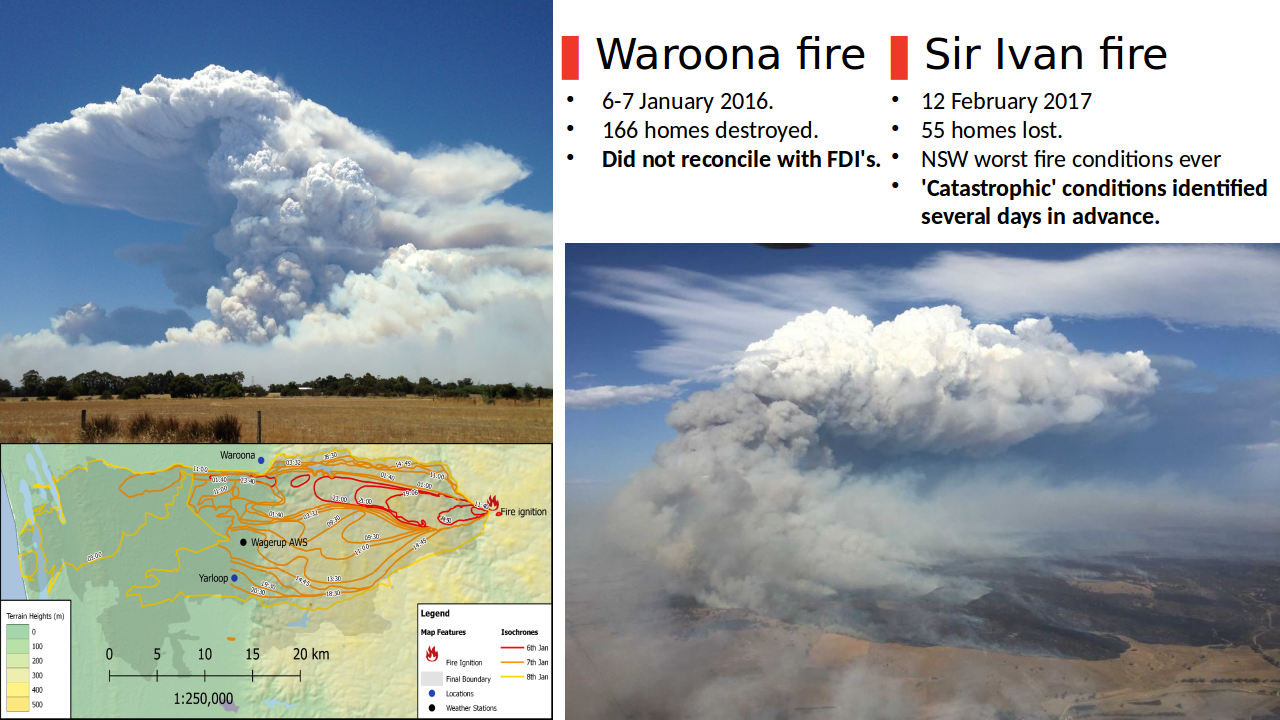 Waroona fire
• 6-7 January 2016.
• 166 homes destroyed.
• Did not reconcile with FDI's.
Sir Ivan fire
• 12 February 2017
• 55 homes lost.
• NSW worst fire conditions ever
• 'Catastrophic' conditions identified
several days in advance.
Waroona
Fire ignition
Wagerup AWS
Yarloop
Terrain Heights (m)
0
100
200
300
400
500
0 5 10 15 20 km
1:250,000
Legend
Map Features
Fire Ignition
Final Boundary
Locations
Weather Stations
Isochrones
6th Jan
7th Jan
8th Jan